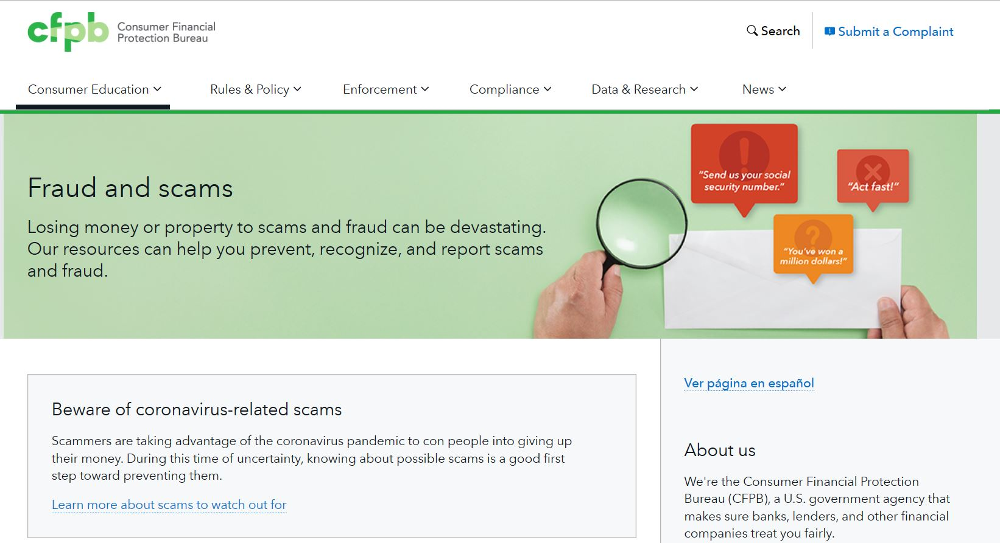 cfpb Consumer Financial
Protection Bureau
Search
Submit a Complaint
Consumer Education
Rules & Policy
Enforcement
Compliance
Data & Research
News
Fraud and scams
Losing money or property to scams and fraud can be devastating.
Our resources can help you prevent, recognize, and report scams
and fraud.
!
“Send us your social
security number.”
“Act fast!”
?
“You’ve won a
million dollars!”
Beware of coronavirus-related scams
Scammers are taking advantage of the coronavirus pandemic to con people into giving up
their money. During this time of uncertainty, knowing about possible scams is a good first
step toward preventing them.
Learn more about scams to watch out for
Ver página en español
About us
We're the Consumer Financial Protection
Bureau (CFPB), a U.S. government agency that
makes sure banks, lenders, and other financial
companies treat you fairly.